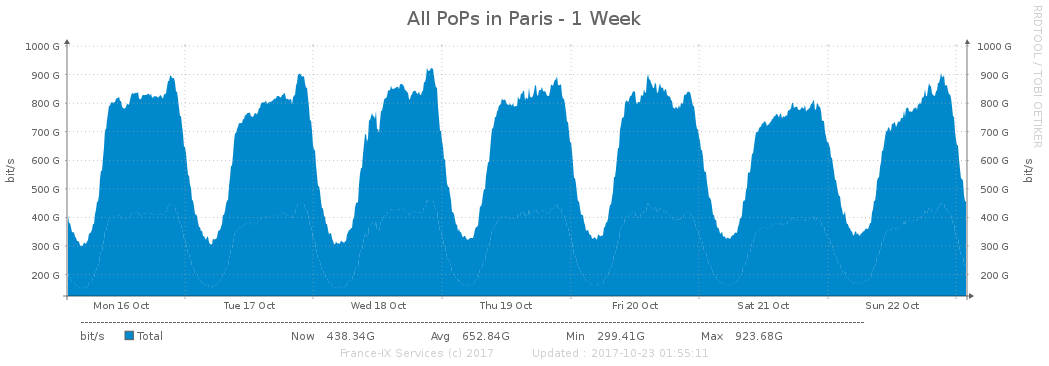 All PoPs in Paris - 1 Week
RRDTOOL / TOBI OETIKER
bit/s
bit/s
1000 G 1000 G
900 G 900 G
800 G 800 G
700 G 700 G
600 G 600 G
500 G 500 G
400 G 400 G
300 G 300 G
200 G 200 G
Mon 16 Oct Tue 17 Oct Wed 18 Oct Thu 19 Oct Fri 20 Oct Sat 21 Oct Sun 22 Oct
bit/s Total Now 438.34G Avg 652.84G Min 299.41G Max 923.68G
France-IX Services (c) 2017 Updated : 2017-10-23 01:55:11